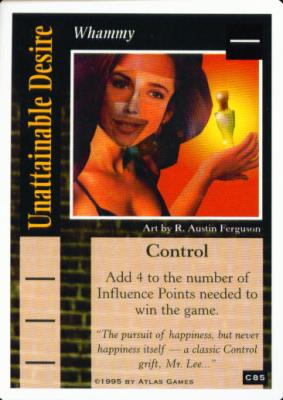 Unattainable Desire
Whammy
Art by R. Austin Ferguson
Control
Add 4 to the number of
Influence Points needed to
win the game.
"The pursuit of happiness, but never
happiness itself — a classic Control
grift, Mr. Lee..."
©1995 BY ATLAS GAMES
C85